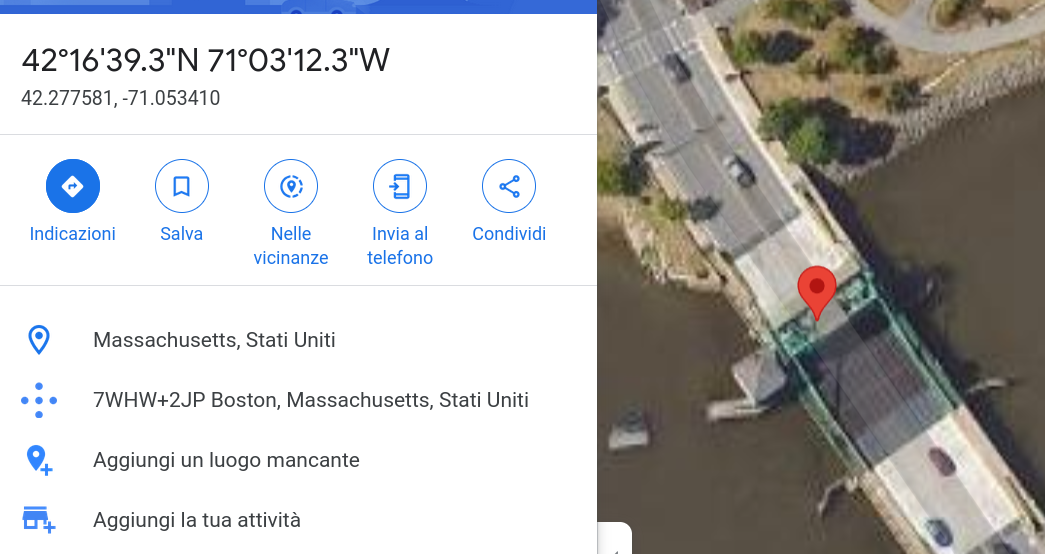 42°16'39.3"N 71°03'12.3"W
42.277581, -71.053410
Indicazioni
Salva
Nelle
vicinanze
Invia al
telefono
Condividi
Massachusetts, Stati Uniti
7WHW+2JP Boston, Massachusetts, Stati Uniti
Aggiungi un luogo mancante
Aggiungi la tua attività